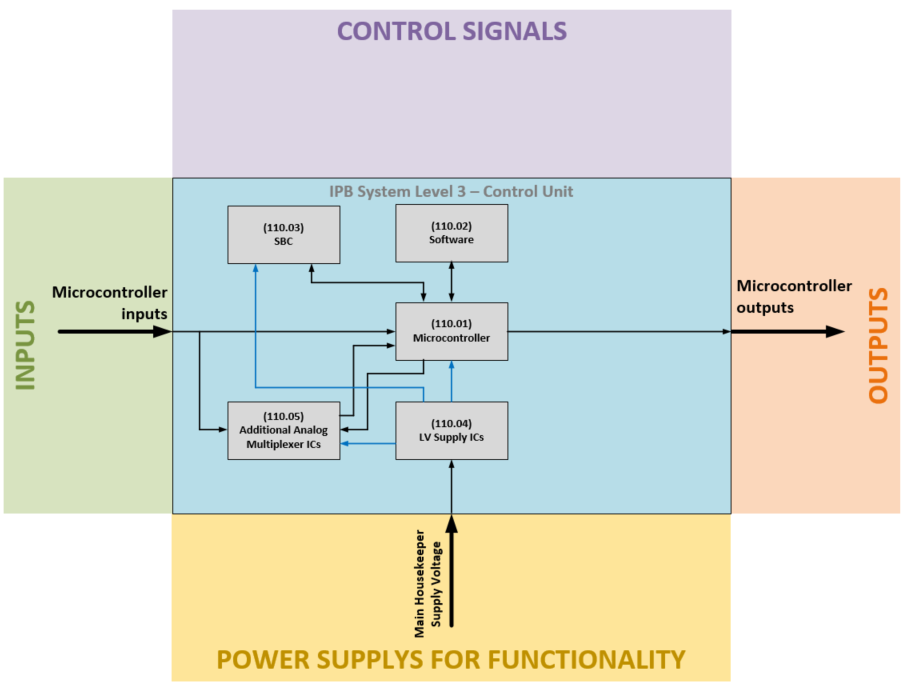 CONTROL SIGNALS
IPB System Level 3 – Control Unit
(110.03)
SBC
(110.02)
Software
INPUTS
Microcontroller
inputs
(110.01)
Microcontroller
Microcontroller
outputs
OUTPUTS
(110.05)
Additional Analog
Multiplexer ICs
(110.04)
LV Supply ICs
Main Housekeeper
Supply Voltage
POWER SUPPLYS FOR FUNCTIONALITY